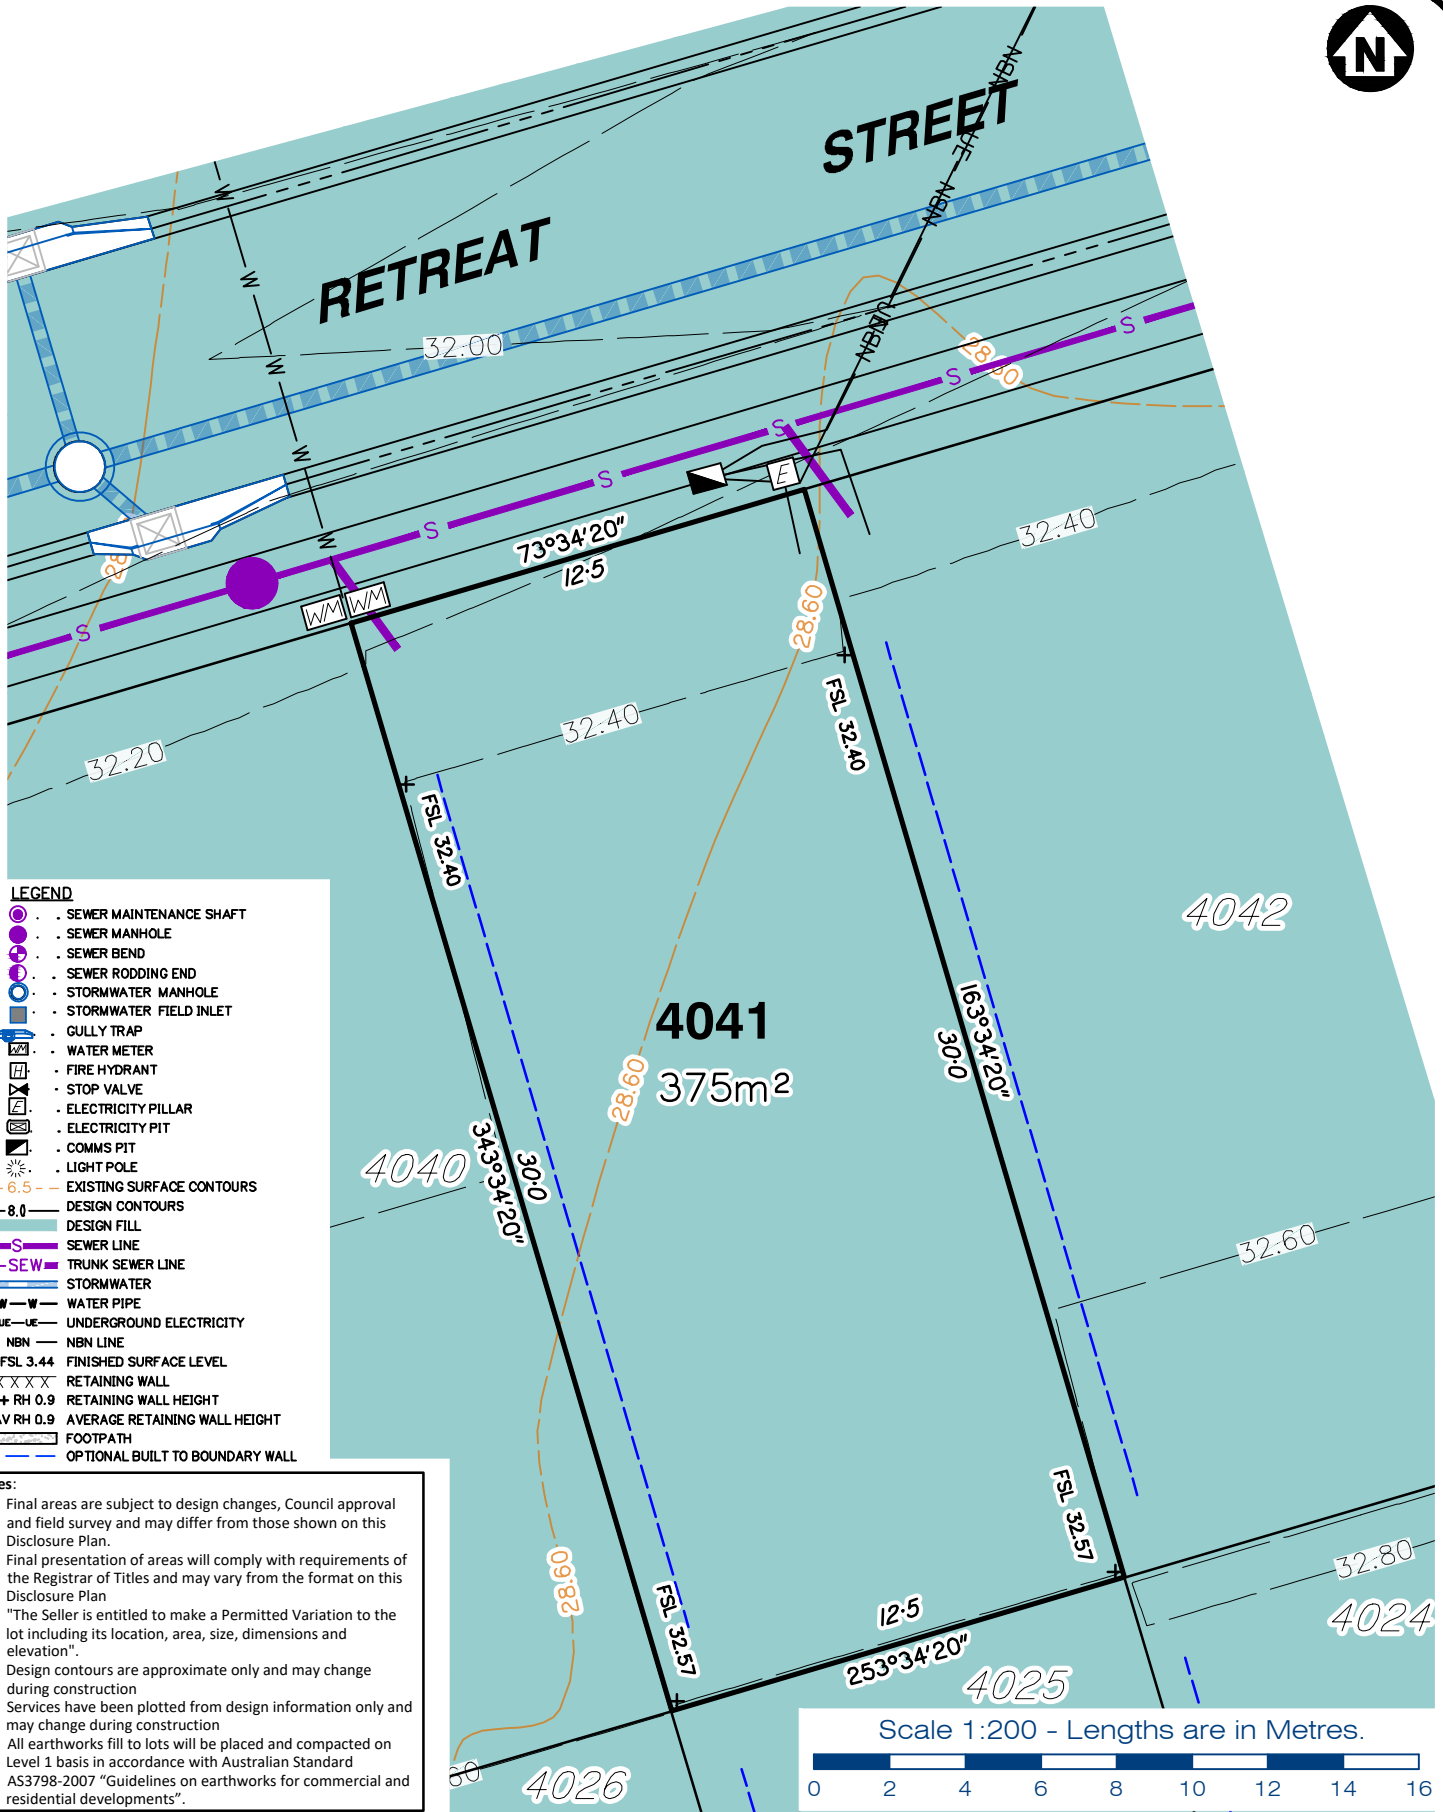 N
NBN
UE
STREET
NBN
W
RETREAT
W
NBN
32.00
W
28.60
S
S
S
W
E
S
32.40
S
73°34'20"
12·5
W
28
WM
WM
28.60
S
32.40
32.20
FSL 32.40
FSL 32.40
4042
4041
375m²
163°34'20"
30·0
28.60
4040
343°34'20"
30·0
32.60
FSL 32.57
32.80
28.60
FSL 32.57
12·5
253°34'20"
4024
4025
4026
60
LEGEND
SEWER MAINTENANCE SHAFT
SEWER MANHOLE
SEWER BEND
SEWER RODDING END
STORMWATER MANHOLE
STORMWATER FIELD INLET
GULLY TRAP
WM WATER METER
H FIRE HYDRANT
STOP VALVE
E ELECTRICITY PILLAR
ELECTRICITY PIT
COMMS PIT
LIGHT POLE
6.5 EXISTING SURFACE CONTOURS
8.0 DESIGN CONTOURS
DESIGN FILL
S SEWER LINE
SEW TRUNK SEWER LINE
STORMWATER
W W WATER PIPE
UE UE UNDERGROUND ELECTRICITY
NBN NBN LINE
FSL 3.44 FINISHED SURFACE LEVEL
X X X X RETAINING WALL
+ RH 0.9 RETAINING WALL HEIGHT
AV RH 0.9 AVERAGE RETAINING WALL HEIGHT
FOOTPATH
OPTIONAL BUILT TO BOUNDARY WALL
es:
Final areas are subject to design changes, Council approval
and field survey and may differ from those shown on this
Disclosure Plan.
Final presentation of areas will comply with requirements of
the Registrar of Titles and may vary from the format on this
Disclosure Plan
"The Seller is entitled to make a Permitted Variation to the
lot including its location, area, size, dimensions and
elevation".
Design contours are approximate only and may change
during construction
Services have been plotted from design information only and
may change during construction
All earthworks fill to lots will be placed and compacted on
Level 1 basis in accordance with Australian Standard
AS3798-2007 “Guidelines on earthworks for commercial and
residential developments”.
Scale 1:200 - Lengths are in Metres.
0 2 4 6 8 10 12 14 16